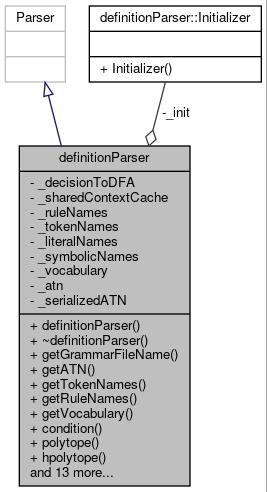 Parser
definitionParser::Initializer
+ Initializer()
-_init
definitionParser
- _decisionToDFA
- _sharedContextCache
- _ruleNames
- _tokenNames
- _literalNames
- _symbolicNames
- _vocabulary
- _atn
- _serializedATN
+ definitionParser()
+ ~definitionParser()
+ getGrammarFileName()
+ getATN()
+ getTokenNames()
+ getRuleNames()
+ getVocabulary()
+ condition()
+ polytope()
+ hpolytope()
and 13 more...